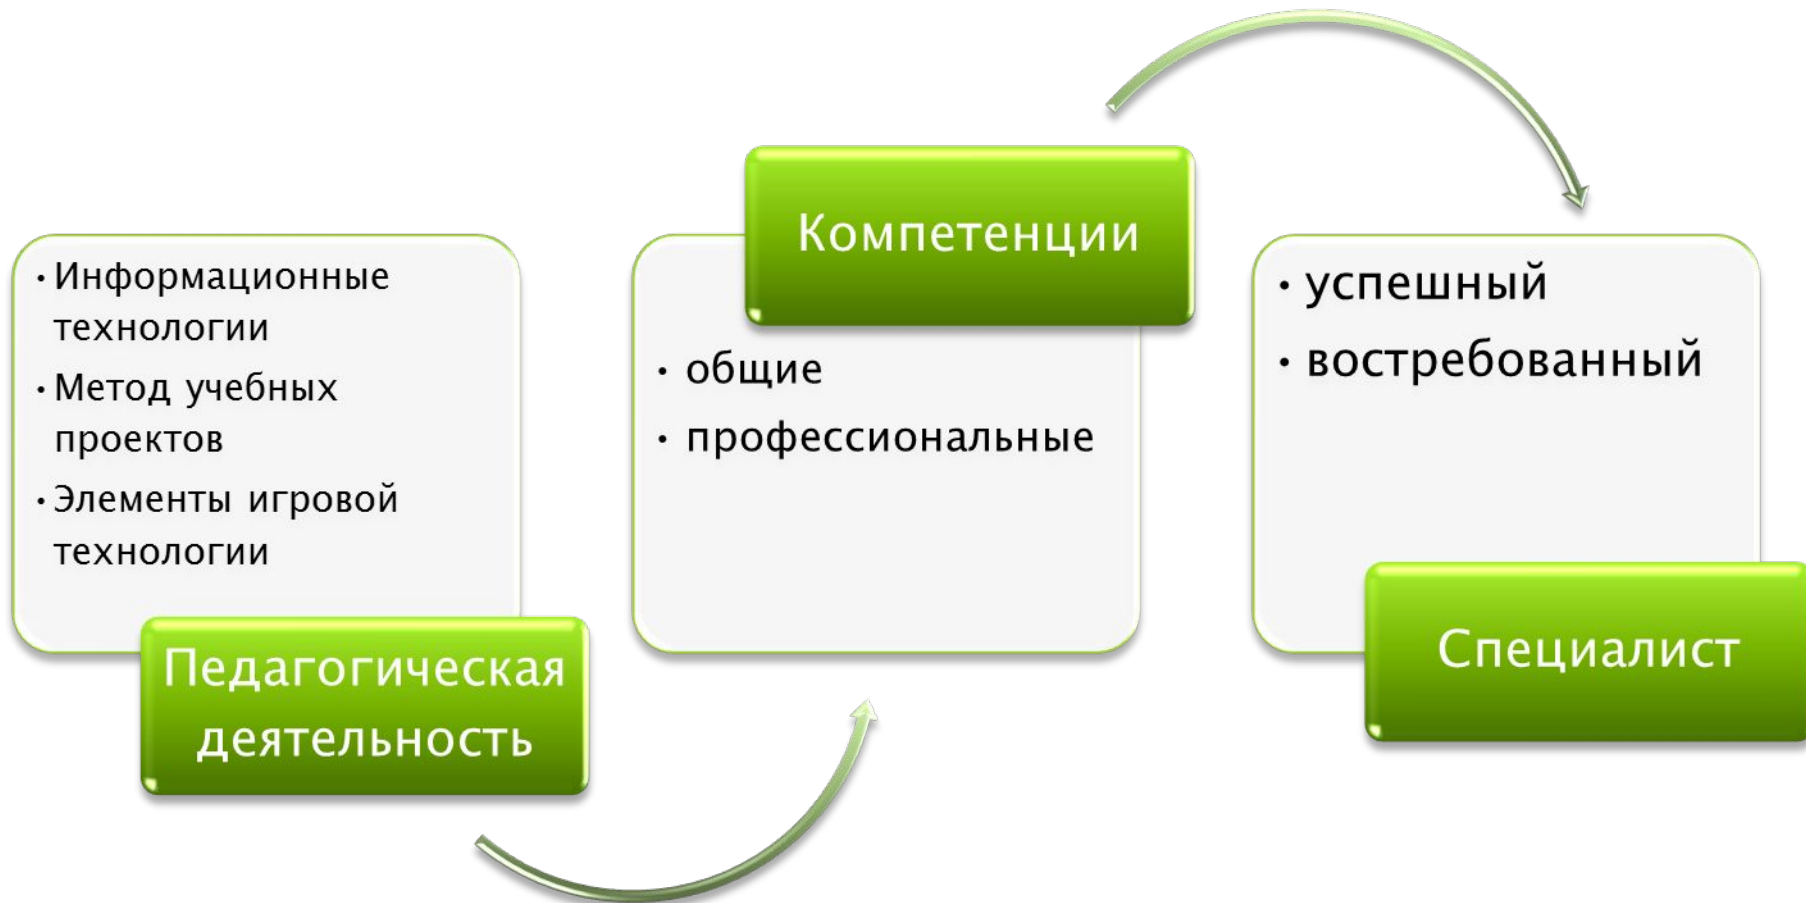 • Информационные
технологии
• Метод учебных
проектов
• Элементы игровой
технологии
Педагогическая
деятельность
Компетенции
• общие
• профессиональные
• успешный
• востребованный
Специалист